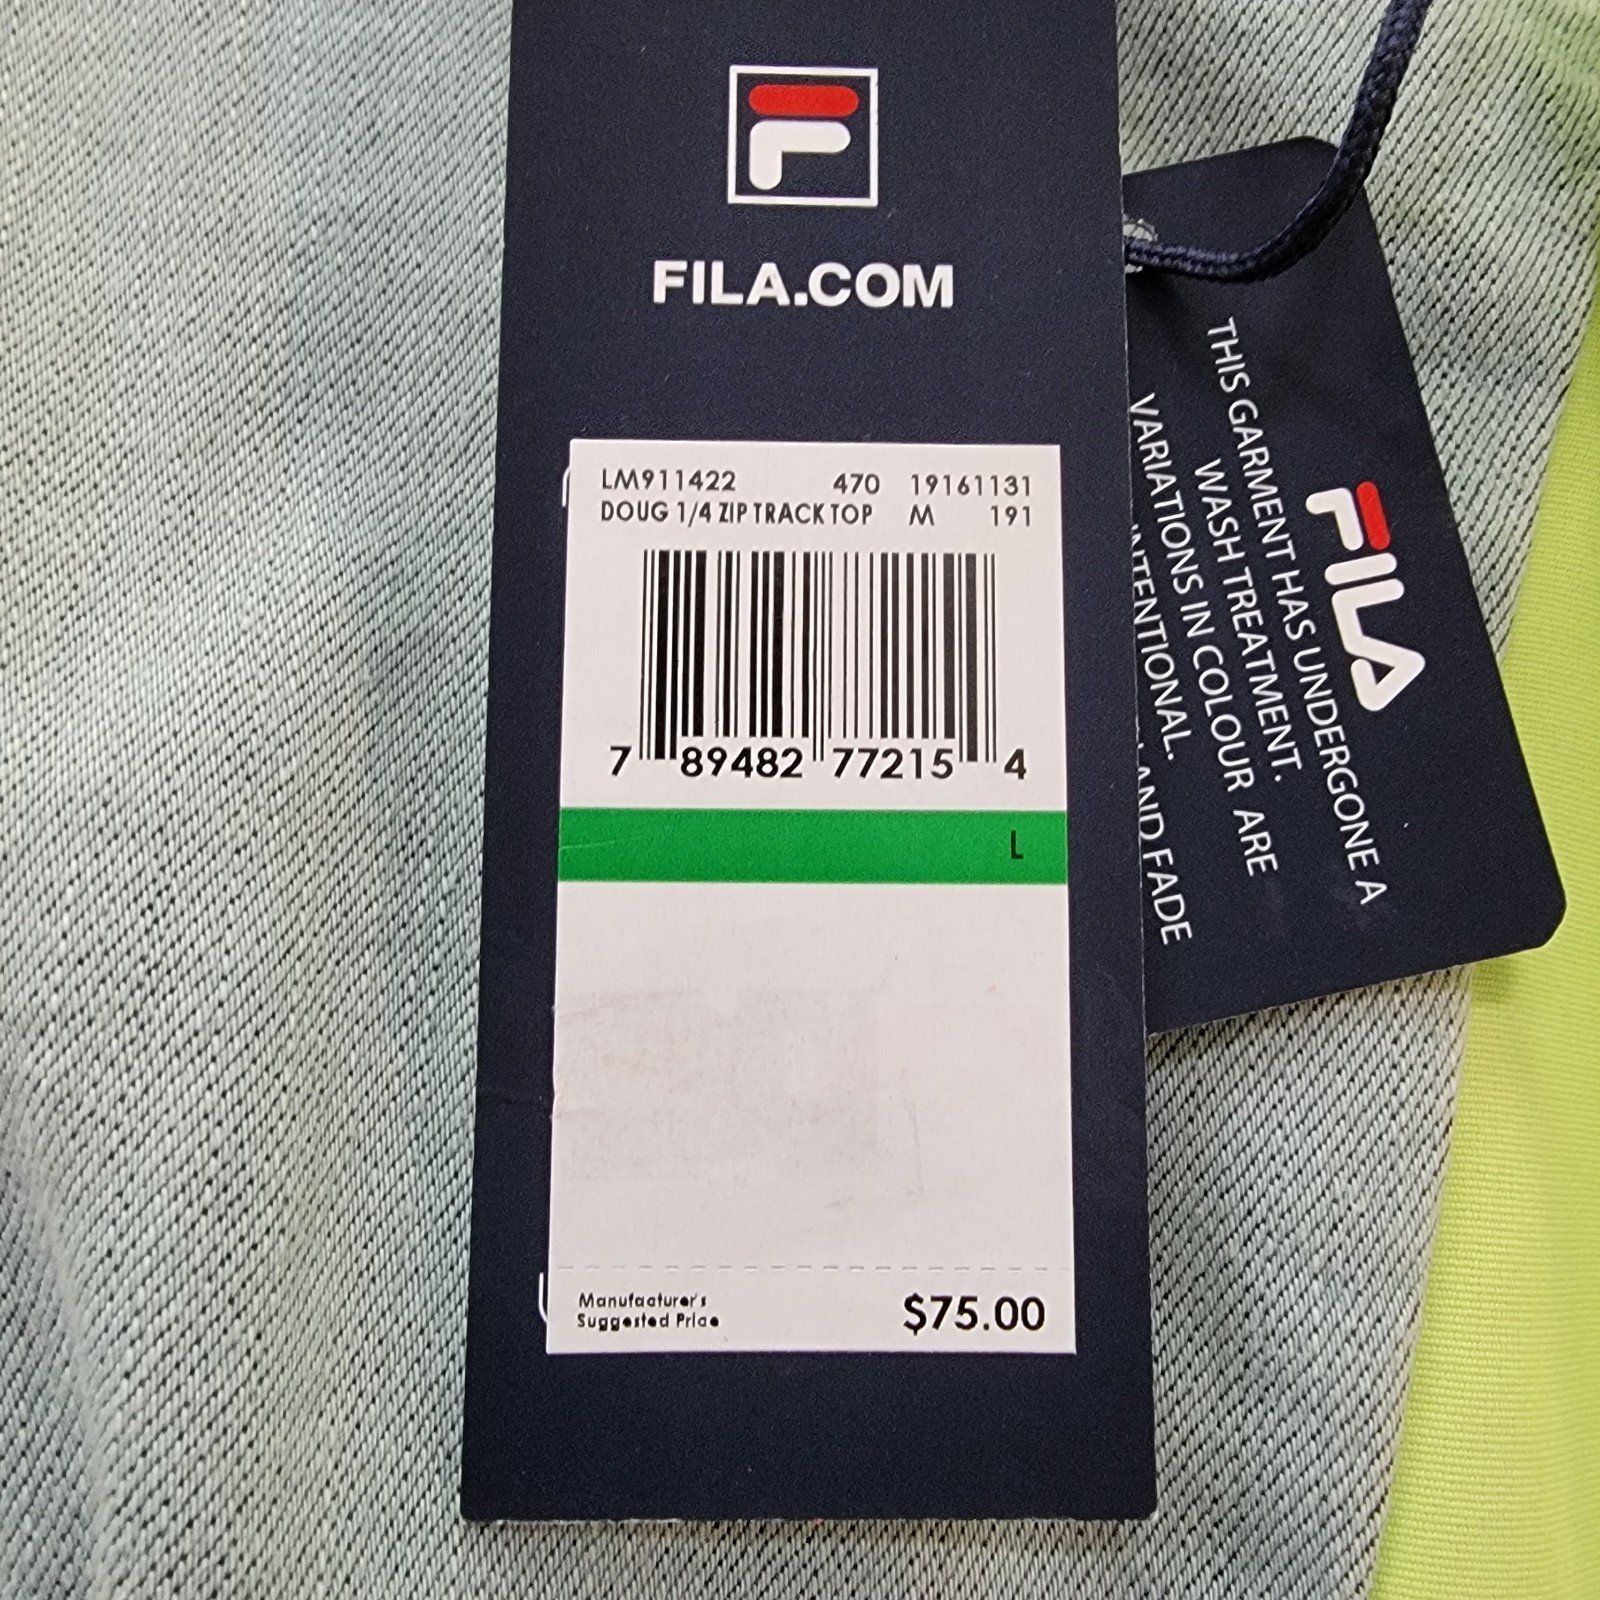 F
FILA.COM
LM911422 470 19161131
DOUG 1/4 ZIP TRACK TOP M 191
7 89482 77215 4
L
Manufacturer's
Suggested Price
$75.00
FILA
THIS GARMENT HAS UNDERGONE A
WASH TREATMENT.
VARIATIONS IN COLOUR ARE
INTENTIONAL.
AND FADE